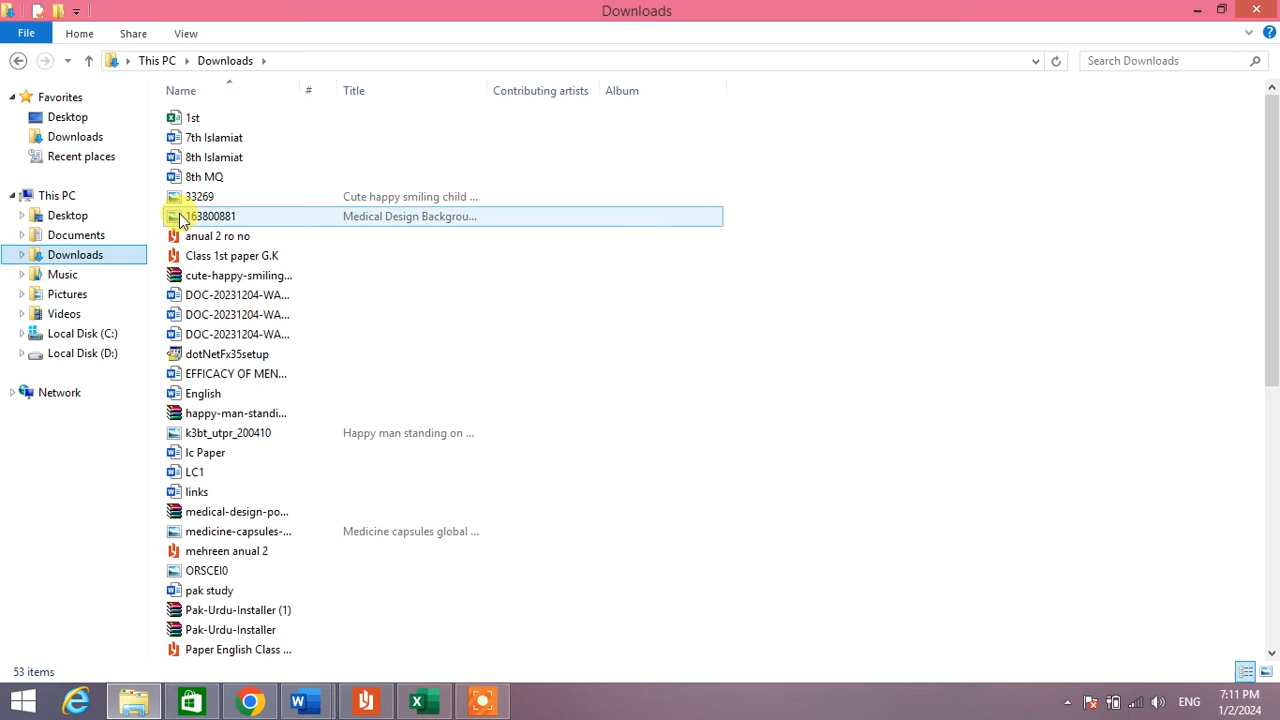 Downloads
File Home Share View
This PC Downloads Search Downloads
Name # Title Contributing artists Album
Favorites
Desktop
Downloads
Recent places
This PC
Desktop
Documents
Downloads
Music
Pictures
Videos
Local Disk (C:)
Local Disk (D:)
Network
1st
7th Islamiat
8th Islamiat
8th MQ
33269 Cute happy smiling child ...
163800881 Medical Design Backgrou...
anual 2 ro no
Class 1st paper G.K
cute-happy-smiling...
DOC-20231204-WA...
DOC-20231204-WA...
DOC-20231204-WA...
dotNetFx35setup
EFFICACY OF MEN...
English
happy-man-standi...
k3bt_utpr_200410 Happy man standing on ...
lc Paper
LC1
links
medical-design-po...
medicine-capsules-... Medicine capsules global ...
mehreen anual 2
ORSCEI0
pak study
Pak-Urdu-Installer (1)
Pak-Urdu-Installer
Paper English Class ...
53 items
ENG
7:11 PM
1/2/2024